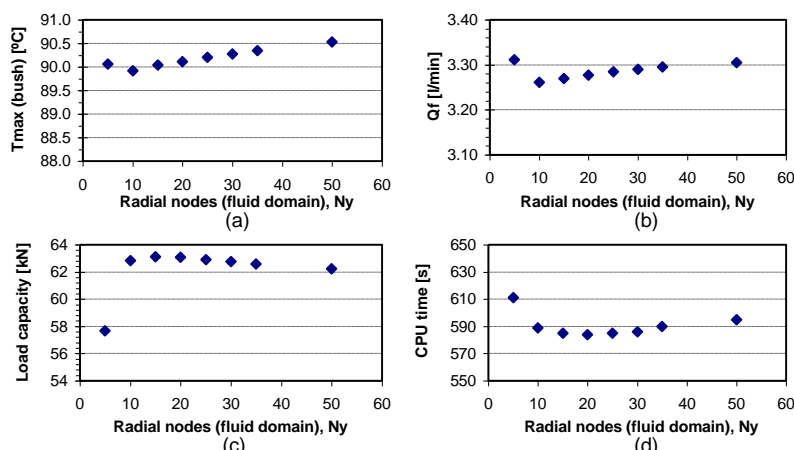 91.0
90.5
90.0
89.5
89.0
88.5
88.0
Tmax (bush) [ºC]
0 10 20 30 40 50 60
Radial nodes (fluid domain), Ny
(a)
3.40
3.30
3.20
3.10
Qf [l/min]
0 10 20 30 40 50 60
Radial nodes (fluid domain), Ny
(b)
64
62
60
58
56
54
Load capacity [kN]
0 10 20 30 40 50 60
Radial nodes (fluid domain), Ny
(c)
650
630
610
590
570
550
CPU time [s]
0 10 20 30 40 50 60
Radial nodes (fluid domain), Ny
(d)